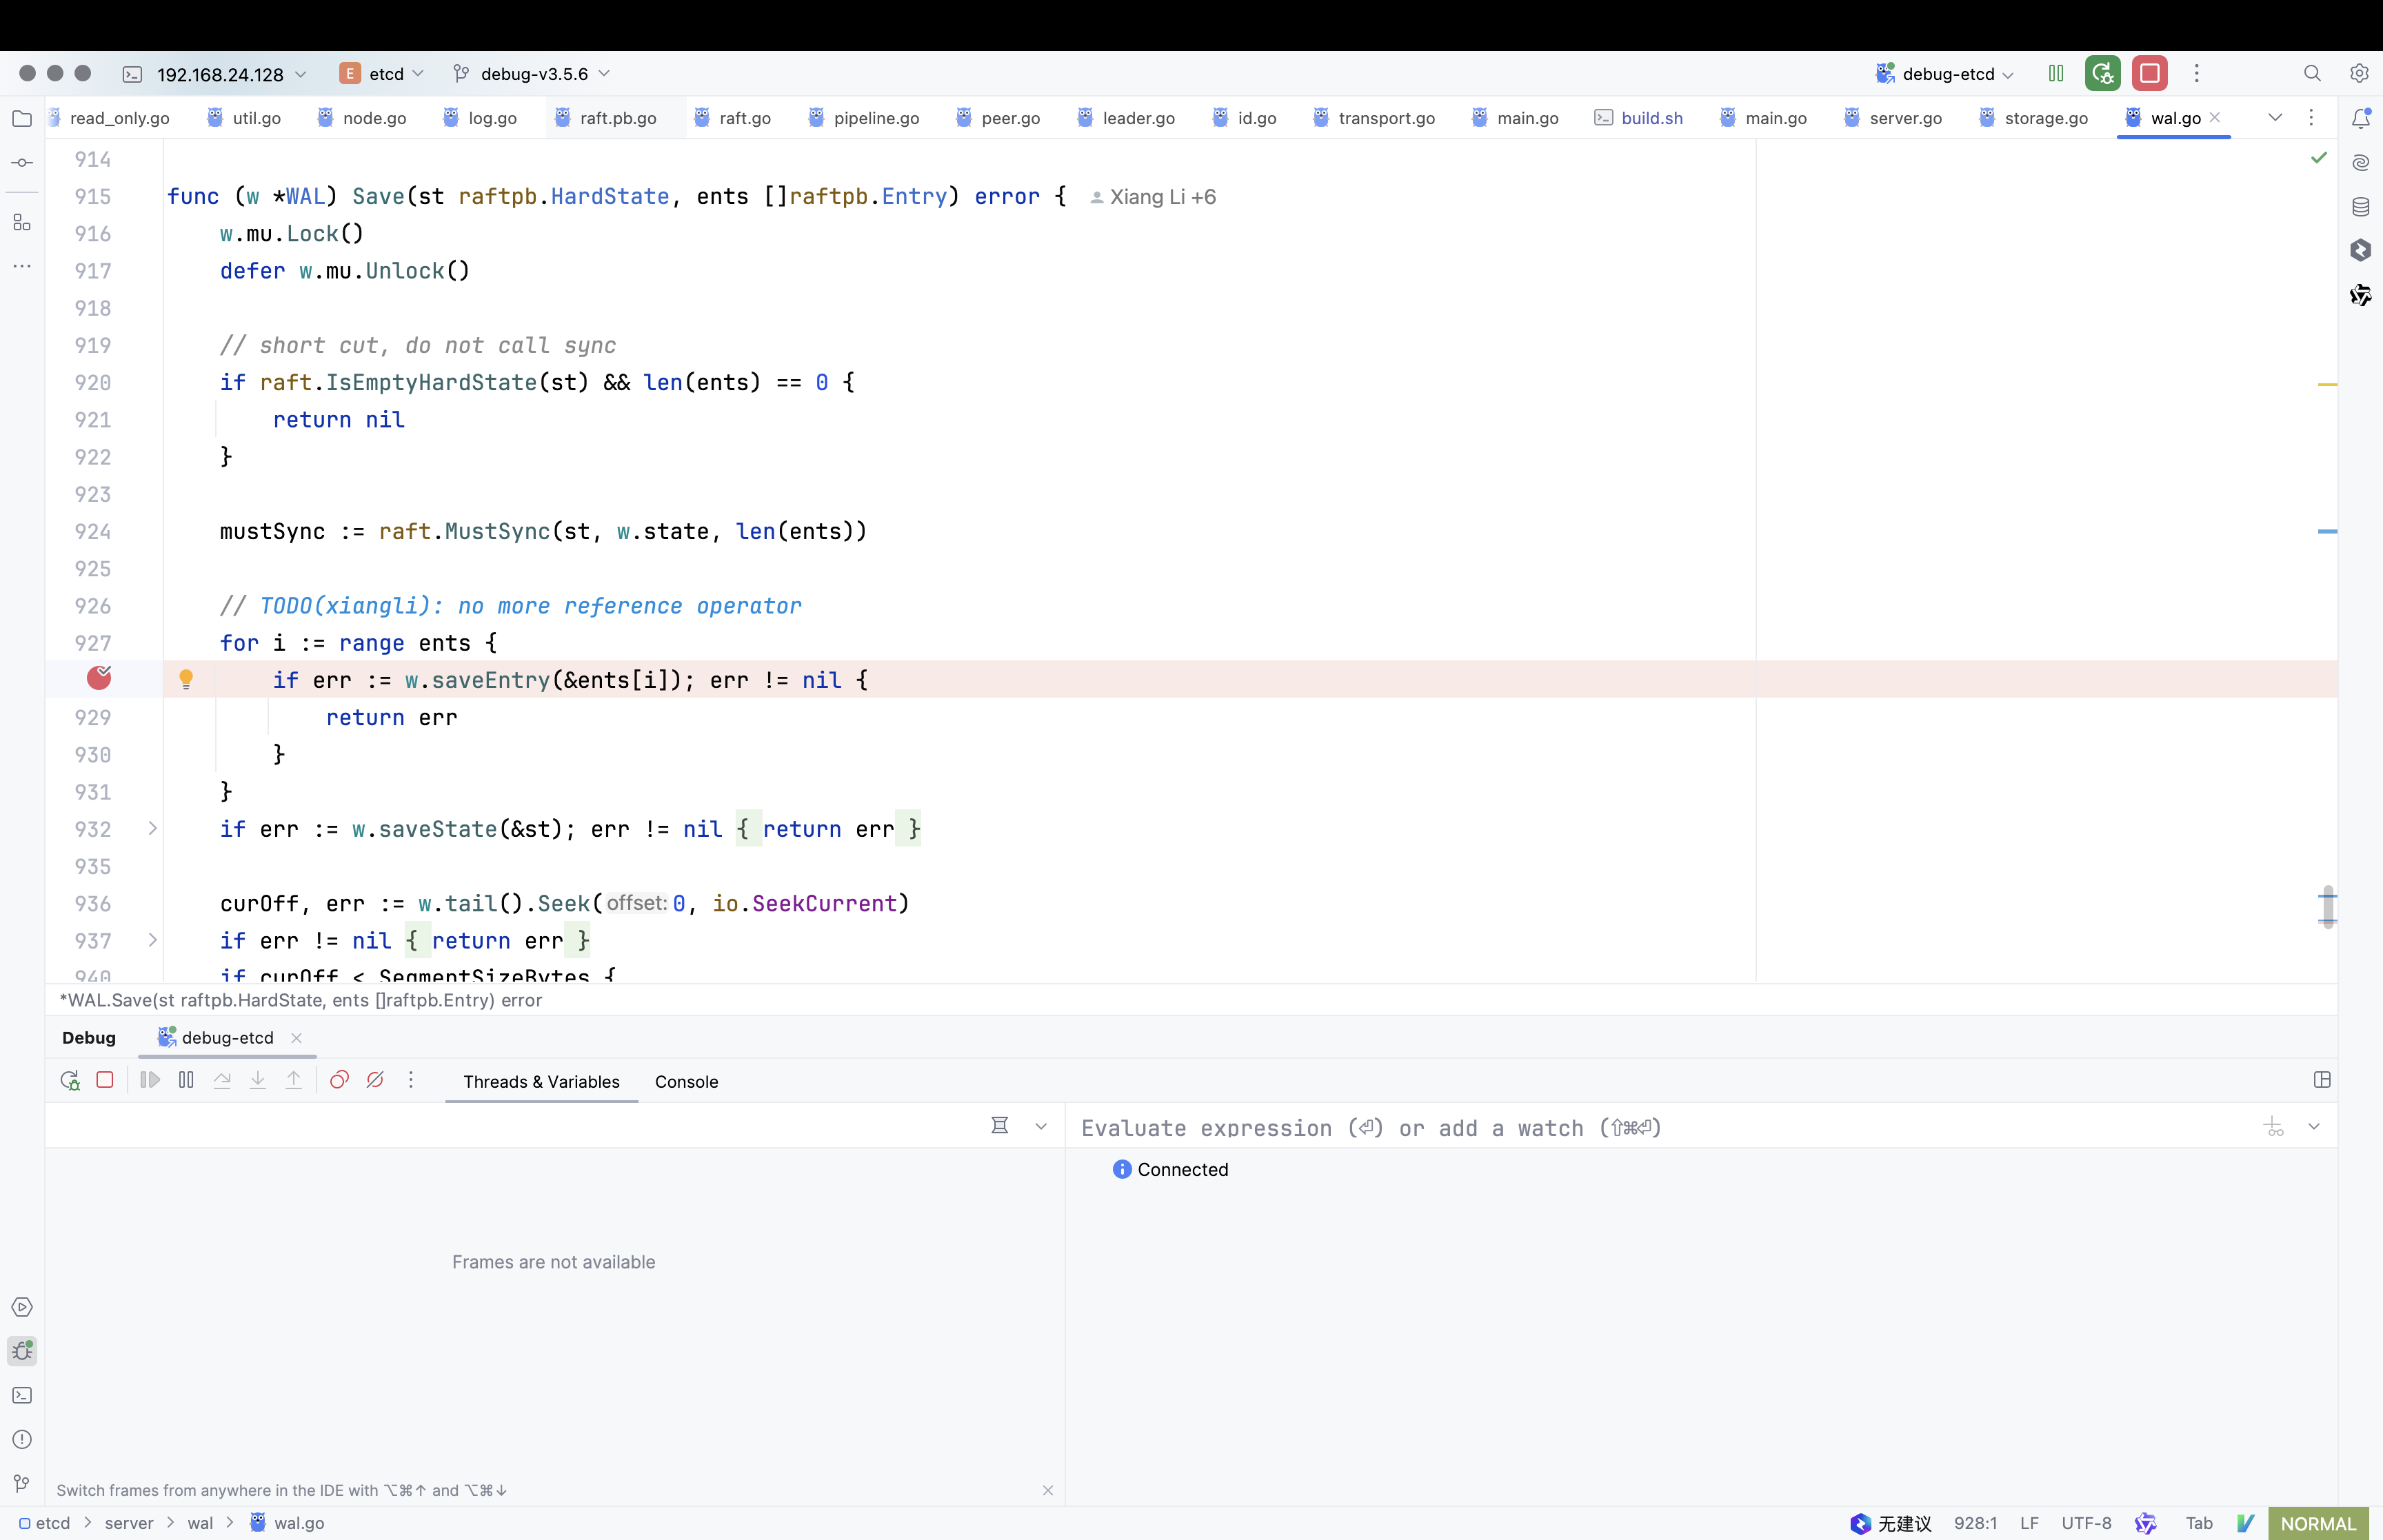 192.168.24.128 E etcd debug-v3.5.6 debug-etcd
read_only.go util.go node.go log.go raft.pb.go raft.go pipeline.go peer.go leader.go id.go transport.go main.go build.sh main.go server.go storage.go wal.go
914
915 func (w *WAL) Save(st raftpb.HardState, ents []raftpb.Entry) error { Xiang Li +6
916 w.mu.Lock()
917 defer w.mu.Unlock()
918
919 // short cut, do not call sync
920 if raft.IsEmptyHardState(st) && len(ents) == 0 {
921 return nil
922 }
923
924 mustSync := raft.MustSync(st, w.state, len(ents))
925
926 // TODO(xiangli): no more reference operator
927 for i := range ents {
if err := w.saveEntry(&ents[i]); err != nil {
929 return err
930 }
931 }
932 if err := w.saveState(&st); err != nil { return err }
935
936 curOff, err := w.tail().Seek( offset: 0, io.SeekCurrent)
937 if err != nil { return err }
940 if curOff < SegmentSizeBytes {
*WAL.Save(st raftpb.HardState, ents []raftpb.Entry) error
Debug debug-etcd
Threads & Variables Console
Evaluate expression (⏎) or add a watch (⇧⌘⏎)
Connected
Frames are not available
Switch frames from anywhere in the IDE with ⌥⌘↑ and ⌥⌘↓
etcd > server > wal > wal.go 无建议 928:1 LF UTF-8 Tab NORMAL